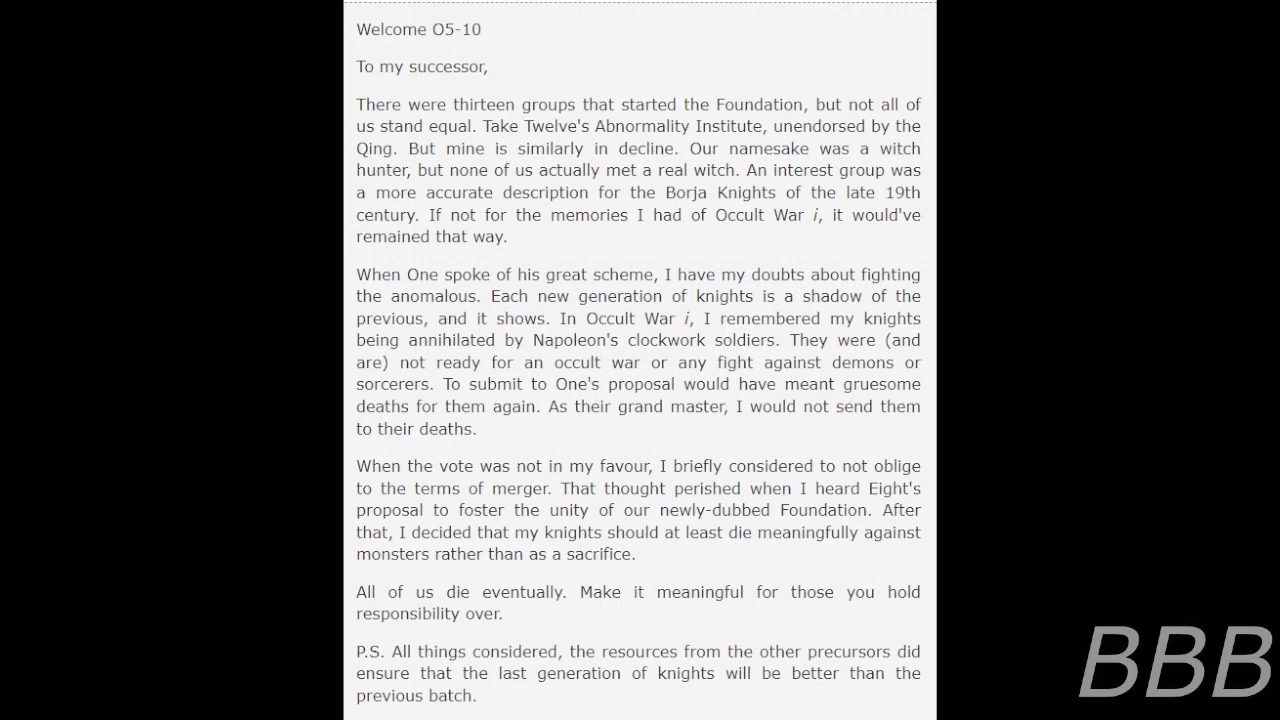 Welcome O5-10
To my successor,
There were thirteen groups that started the Foundation, but not all of
us stand equal. Take Twelve's Abnormality Institute, unendorsed by the
Qing. But mine is similarly in decline. Our namesake was a witch
hunter, but none of us actually met a real witch. An interest group was
a more accurate description for the Borja Knights of the late 19th
century. If not for the memories I had of Occult War i, it would've
remained that way.
When One spoke of his great scheme, I have my doubts about fighting
the anomalous. Each new generation of knights is a shadow of the
previous, and it shows. In Occult War i, I remembered my knights
being annihilated by Napoleon's clockwork soldiers. They were (and
are) not ready for an occult war or any fight against demons or
sorcerers. To submit to One's proposal would have meant gruesome
deaths for them again. As their grand master, I would not send them
to their deaths.
When the vote was not in my favour, I briefly considered to not oblige
to the terms of merger. That thought perished when I heard Eight's
proposal to foster the unity of our newly-dubbed Foundation. After
that, I decided that my knights should at least die meaningfully against
monsters rather than as a sacrifice.
All of us die eventually. Make it meaningful for those you hold
responsibility over.
P.S. All things considered, the resources from the other precursors did
ensure that the last generation of knights will be better than the
previous batch.
BBB